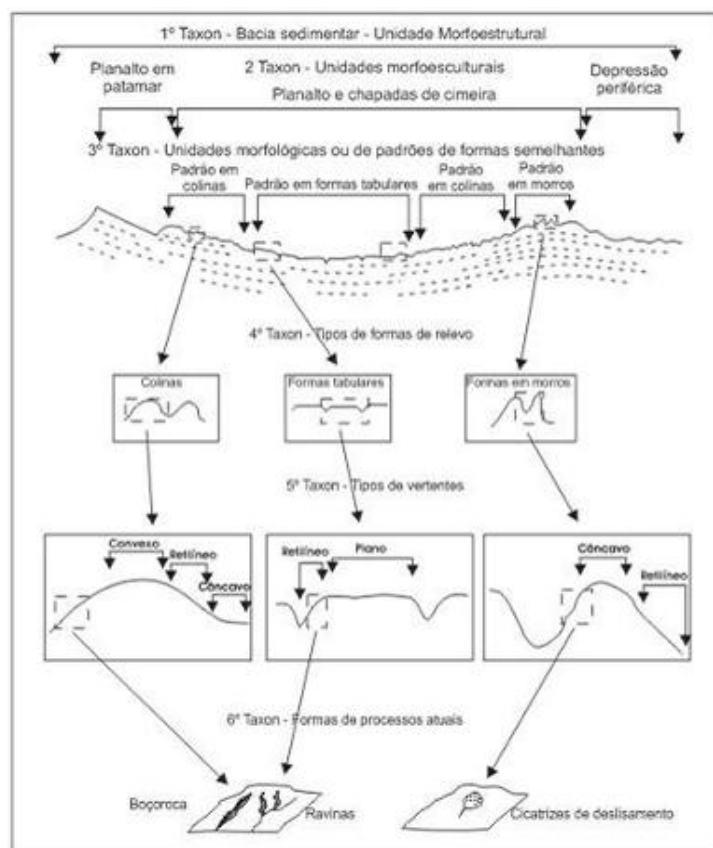 1º Taxon - Bacia sedimentar - Unidade Morfoestrutural
Planalto em
patamar
2 Taxon - Unidades morfoesculturais
Depressão
periférica
Planalto e chapadas de cimeira
3º Taxon - Unidades morfológicas ou de padrões de formas semelhantes
Padrão em
colinas
Padrão em formas tabulares
Padrão
em colinas
Padrão
em morros
4º Taxon - Tipos de formas de relevo
Colinas
Formas tabulares
Formas em morros
5º Taxon - Tipos de vertentes
Convexo
Retilíneo
Côncavo
Retilíneo
Plano
Côncavo
Retilíneo
6º Taxon - Formas de processos atuais
Boçoroca
Ravinas
Cicatrizes de deslisamento